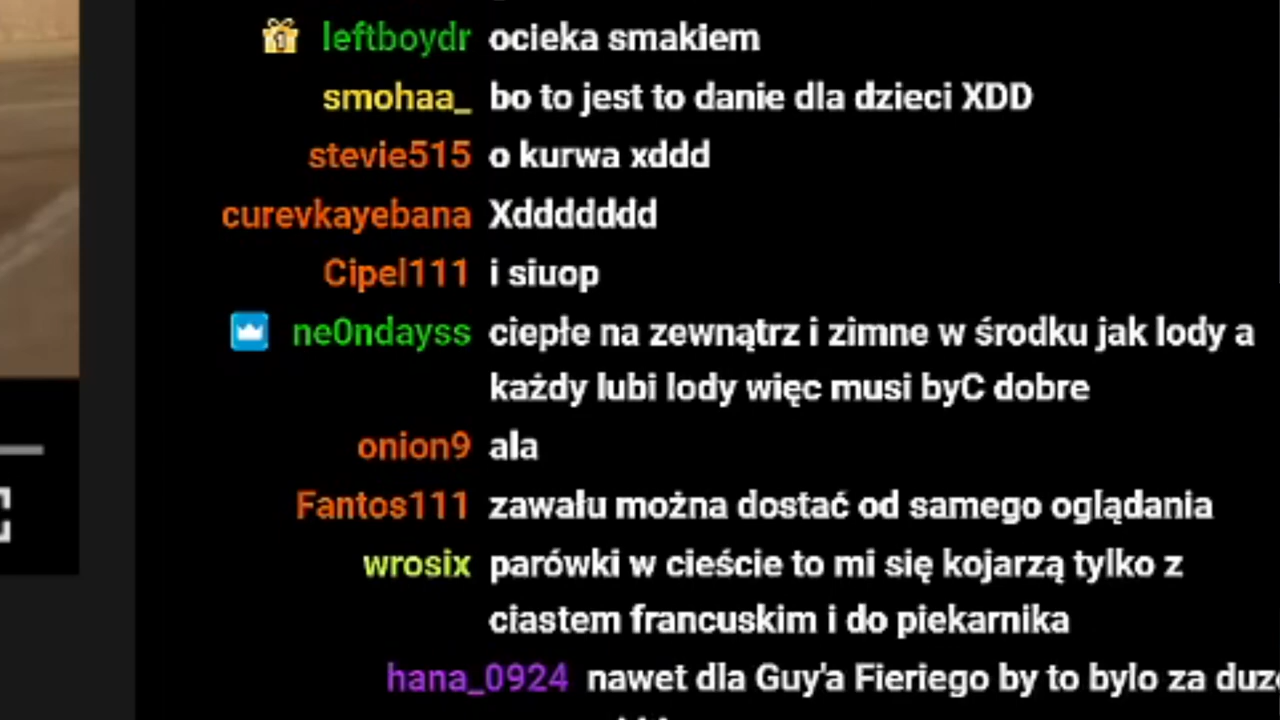 leftboydr ocieka smakiem
smohaa_ bo to jest to danie dla dzieci XDD
stevie515 o kurwa xddd
curevkayebana Xddddddd
Cipel111 i siuop
ne0ndayss ciepłe na zewnątrz i zimne w środku jak lody a
każdy lubi lody więc musi byC dobre
onion9 ala
Fantos111 zawału można dostać od samego oglądania
wrosix parówki w cieście to mi się kojarzą tylko z
ciastem francuskim i do piekarnika
hana_0924 nawet dla Guy'a Fieriego by to bylo za